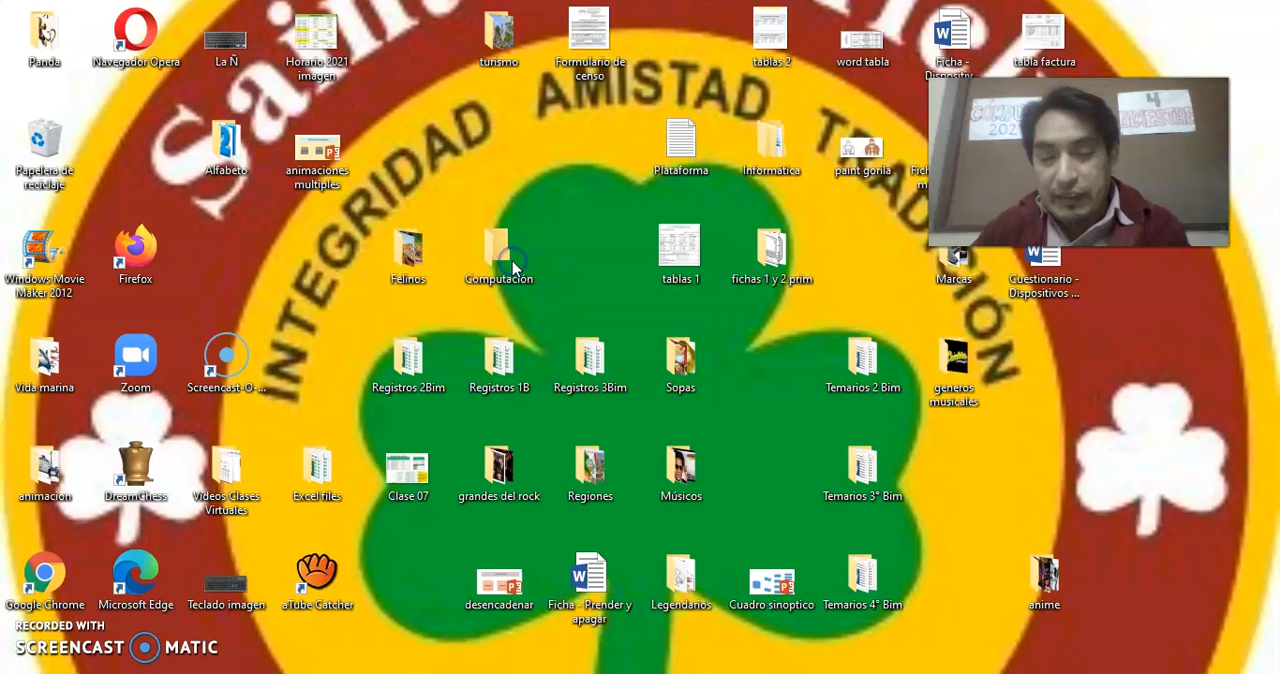 Panda
Navegador Opera
La Ñ
Horario 2021
imagen
turismo
Formulario de
censo
tablas 2
word tabla
Ficha -
Dispositiv...
tabla factura
INTEGRIDAD AMISTAD
Papelera de
reciclaje
Alfabeto
animaciones
multiples
Plataforma
Informatica
paint gorila
CÓMPU
4
BIMESTRE
Windows Movie
Maker 2012
Firefox
Felinos
Computación
tablas 1
fichas 1 y 2 prim
Marcas
Cuestionario -
Dispositivos ...
Vida marina
Zoom
Screencast-O-...
Registros 2Bim
Registros 1B
Registros 3Bim
Sopas
Temarios 2 Bim
generos
musicales
animacion
DreamChess
Videos Clases
Virtuales
Excel files
Clase 07
grandes del rock
Regiones
Músicos
Temarios 3° Bim
Google Chrome
Microsoft Edge
Teclado imagen
aTube Catcher
desencadenar
Ficha - Prender y
apagar
Legendarios
Cuadro sinoptico
Temarios 4° Bim
anime
RECORDED WITH
SCREENCAST MATIC